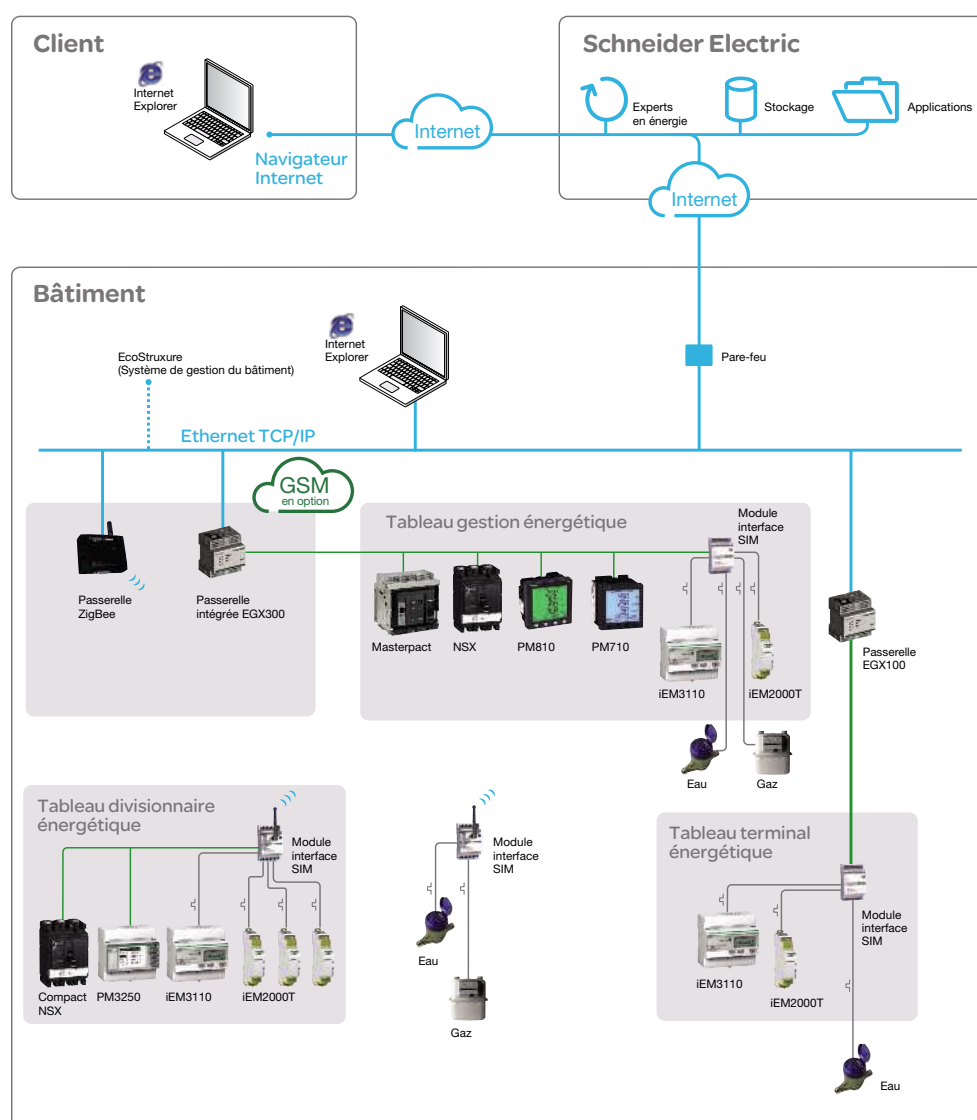 Client
Internet
Explorer
Navigateur
Internet
Internet
Schneider Electric
Experts
en énergie
Stockage
Applications
Internet
Bâtiment
EcoStruxure
(Système de gestion du bâtiment)
Internet
Explorer
Pare-feu
Ethernet TCP/IP
GSM
en option
Passerelle
ZigBee
Passerelle
intégrée EGX300
Tableau gestion énergétique
Module
interface
SIM
Masterpact
NSX
PM810
PM710
iEM3110
iEM2000T
Eau
Gaz
Passerelle
EGX100
Tableau divisionnaire
énergétique
Module
interface
SIM
Compact
NSX
PM3250
iEM3110
iEM2000T
Module
interface
SIM
Eau
Gaz
Tableau terminal
énergétique
Module
interface
SIM
iEM3110
iEM2000T
Eau